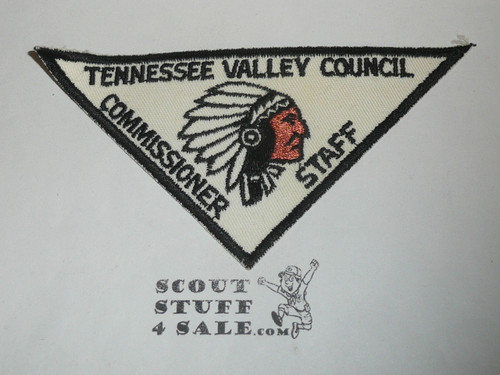 TENNESSEE VALLEY COUNCIL
COMMISSIONER
STAFF
SCOUT
STUFF
4 SALE.COM